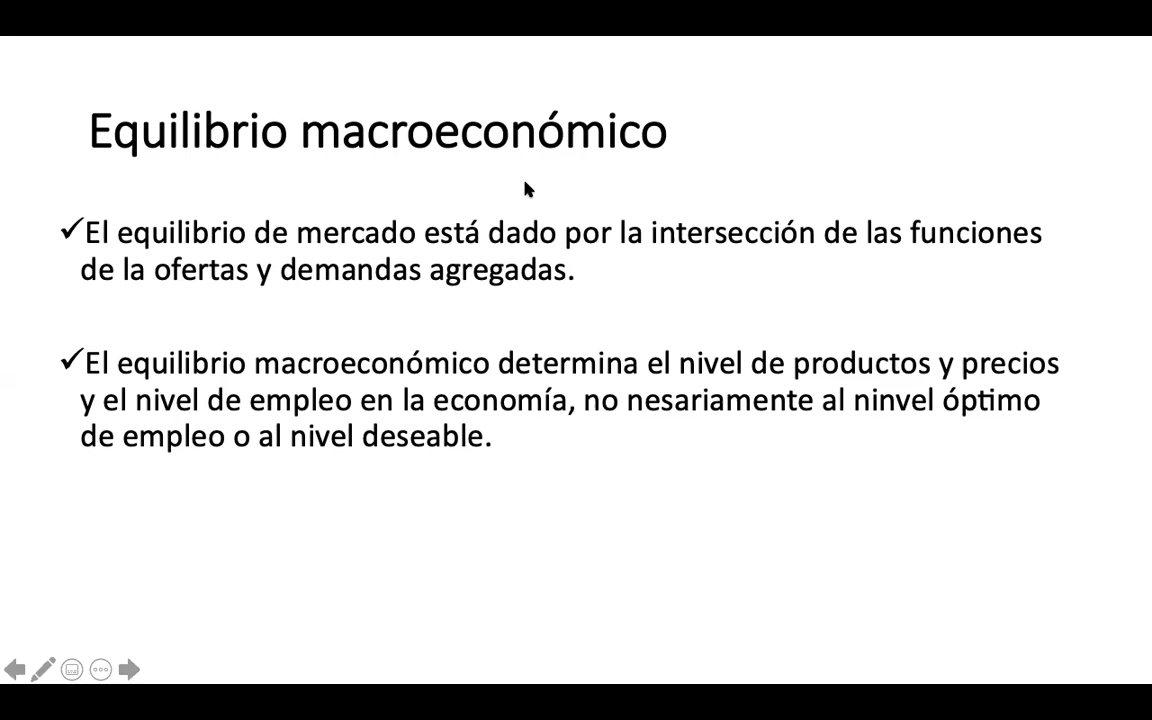 Equilibrio macroeconómico
✓El equilibrio de mercado está dado por la intersección de las funciones
de la ofertas y demandas agregadas.
✓El equilibrio macroeconómico determina el nivel de productos y precios
y el nivel de empleo en la economía, no nesariamente al ninvel óptimo
de empleo o al nivel deseable.